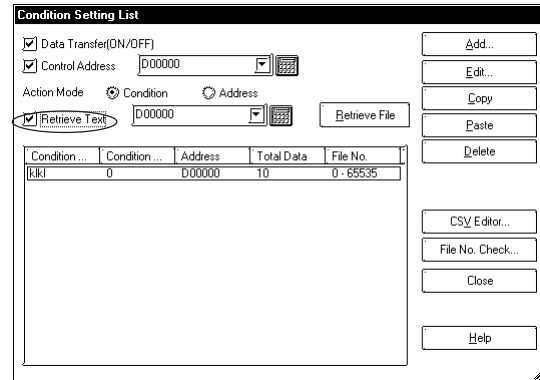 Condition Setting List
Data Transfer(ON/OFF)
Control Address D00000
Action Mode Condition Address
Retrieve Text D00000 Retrieve File
Condition ... Condition ... Address Total Data File No.
klkl 0 D00000 10 0 - 65535
Add...
Edit...
Copy
Paste
Delete
CSV Editor...
File No. Check...
Close
Help